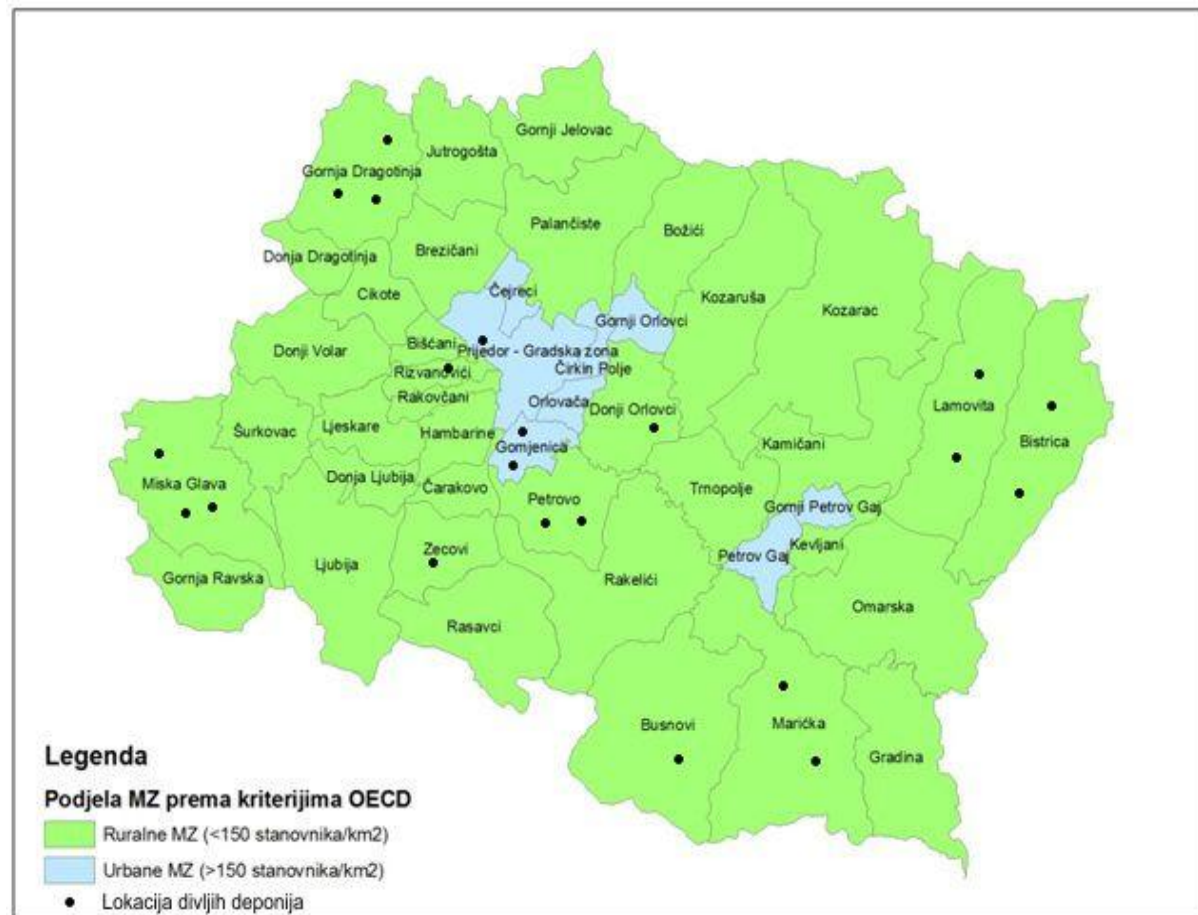 Gornji Jelovac
Jutrogošta
Gornja Dragotinja
Palančište
Božići
Brezičani
Donja Dragotinja
Čejreci
Cikote
Kozaruša
Kozarac
Gornji Orlovci
Bišćani
Prijedor - Gradska zona
Donji Volar
Rizvanovići
Čirkin Polje
Rakovčani
Orlovača
Donji Orlovci
Lamovita
Ljeskare
Hambarine
Šurkovac
Gomjenica
Kamičani
Bistrica
Donja Ljubija
Čarakovo
Miska Glava
Petrovo
Trnopolje
Gornji Petrov Gaj
Zecovi
Petrov Gaj
Kevljani
Ljubija
Gornja Ravska
Rakelići
Omarska
Rasavci
Busnovi
Marićka
Gradina
Legenda
Podjela MZ prema kriterijima OECD
Ruralne MZ (<150 stanovnika/km2)
Urbane MZ (>150 stanovnika/km2)
Lokacija divljih deponija